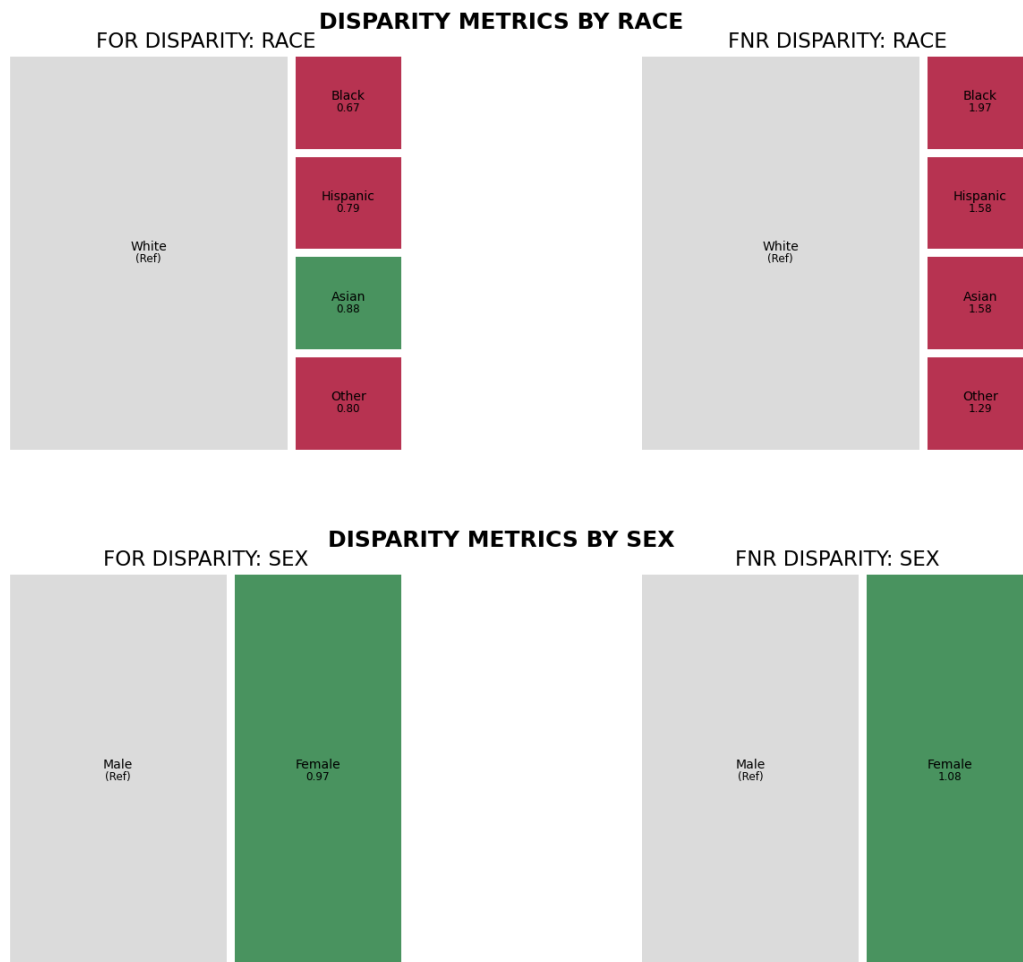 DISPARITY METRICS BY RACE
FOR DISPARITY: RACE
White
(Ref)
Black
0.67
Hispanic
0.79
Asian
0.88
Other
0.80
FNR DISPARITY: RACE
White
(Ref)
Black
1.97
Hispanic
1.58
Asian
1.58
Other
1.29
DISPARITY METRICS BY SEX
FOR DISPARITY: SEX
Male
(Ref)
Female
0.97
FNR DISPARITY: SEX
Male
(Ref)
Female
1.08